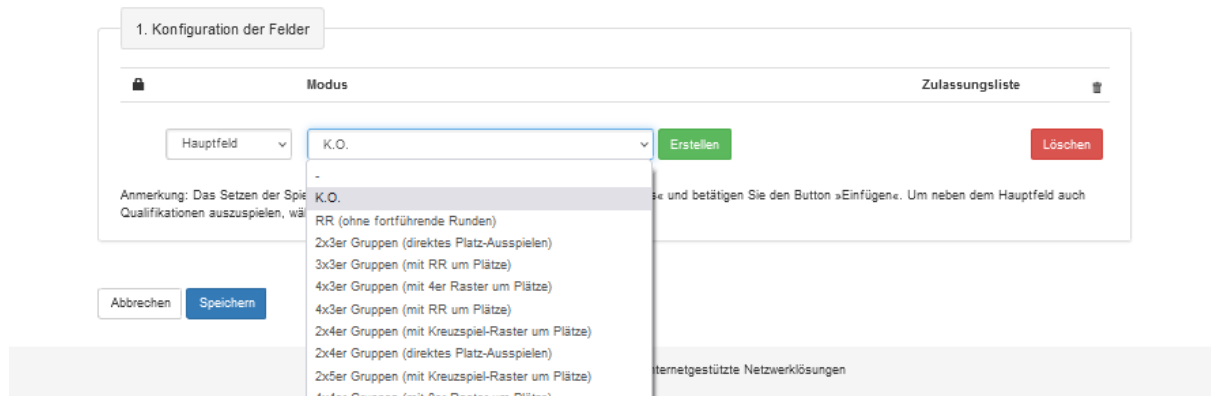 1. Konfiguration der Felder
Modus Zulassungsliste
Hauptfeld K.O. Erstellen Löschen
-
K.O.
RR (ohne fortführende Runden)
2x3er Gruppen (direktes Platz-Ausspielen)
3x3er Gruppen (mit RR um Plätze)
4x3er Gruppen (mit 4er Raster um Plätze)
4x3er Gruppen (mit RR um Plätze)
2x4er Gruppen (mit Kreuzspiel-Raster um Plätze)
2x4er Gruppen (direktes Platz-Ausspielen)
2x5er Gruppen (mit Kreuzspiel-Raster um Plätze)
Anmerkung: Das Setzen der Spie
« und betätigen Sie den Button »Einfügen«. Um neben dem Hauptfeld auch
Qualifikationen auszuspielen, wä
Abbrechen Speichern
nternetgestützte Netzwerklösungen